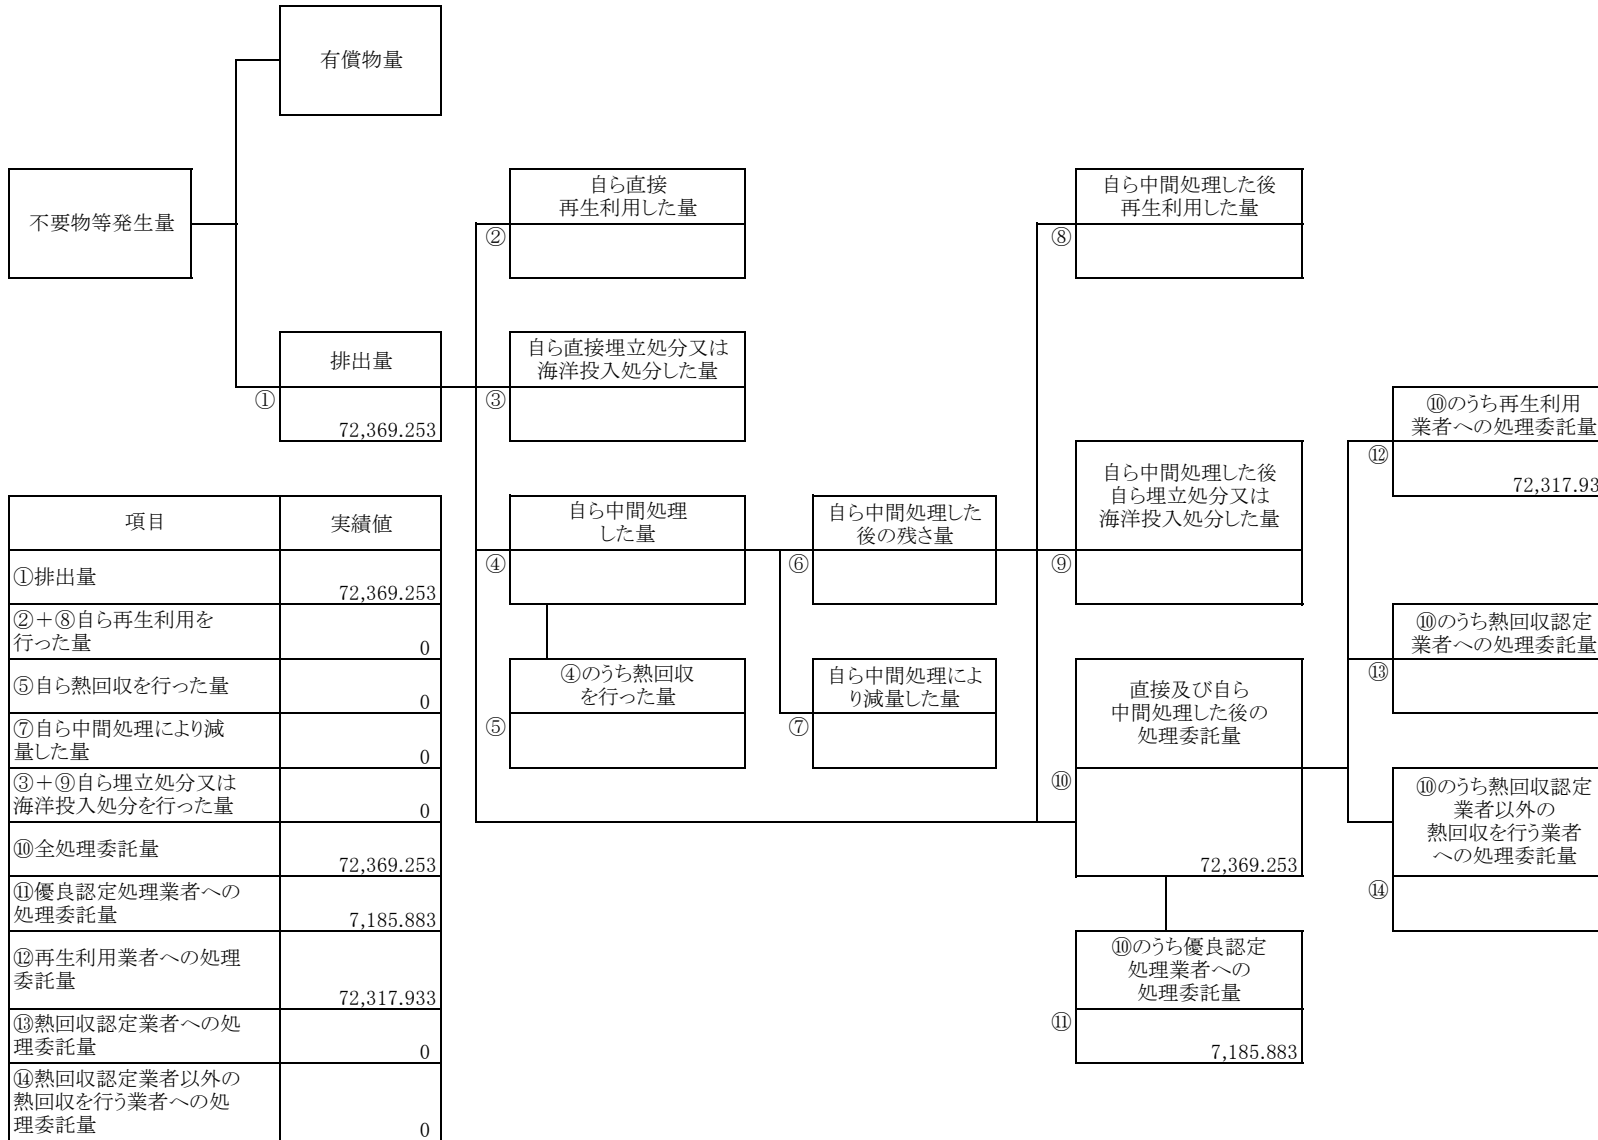 有償物量
不要物等発生量
自ら直接
再生利用した量
②
自ら中間処理した後
再生利用した量
⑧
排出量
①
72,369.253
自ら直接埋立処分又は
海洋投入処分した量
③
⑩のうち再生利用
業者への処理委託量
⑫
72,317.93
自ら中間処理
した量
④
自ら中間処理した
後の残さ量
⑥
自ら中間処理した後
自ら埋立処分又は
海洋投入処分した量
⑨
⑩のうち熱回収認定
業者への処理委託量
⑬
④のうち熱回収
を行った量
⑤
自ら中間処理によ
り減量した量
⑦
直接及び自ら
中間処理した後の
処理委託量
⑩
72,369.253
⑩のうち熱回収認定
業者以外の
熱回収を行う業者
への処理委託量
⑭
⑩のうち優良認定
処理業者への
処理委託量
⑪
7,185.883
項目 実績値
①排出量
72,369.253
②+⑧自ら再生利用を
行った量
0
⑤自ら熱回収を行った量
0
⑦自ら中間処理により減
量した量
0
③+⑨自ら埋立処分又は
海洋投入処分を行った量
0
⑩全処理委託量
72,369.253
⑪優良認定処理業者への
処理委託量
7,185.883
⑫再生利用業者への処理
委託量
72,317.933
⑬熱回収認定業者への処
理委託量
0
⑭熱回収認定業者以外の
熱回収を行う業者への処
理委託量
0